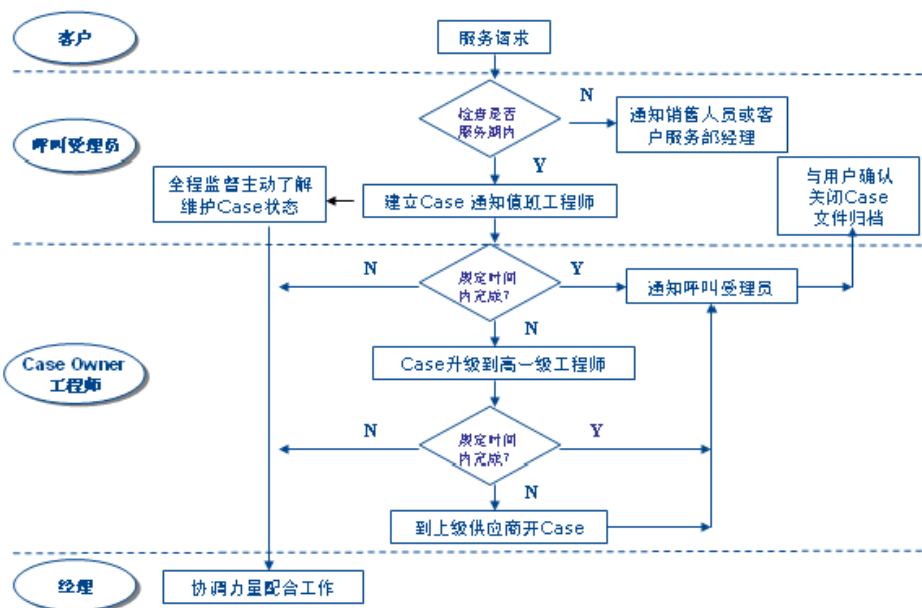 客户
服务请求
检查是否
服务期内
N
通知销售人员或客
户服务部经理
呼叫受理员
Y
全程监督主动了解
维护Case状态
建立Case 通知值班工程师
与用户确认
关闭Case
文件归档
N
规定时间
内完成?
Y
通知呼叫受理员
N
Case Owner
工程师
Case升级到高一级工程师
N
规定时间
内完成?
Y
N
到上级供应商开Case
经理
协调力量配合工作